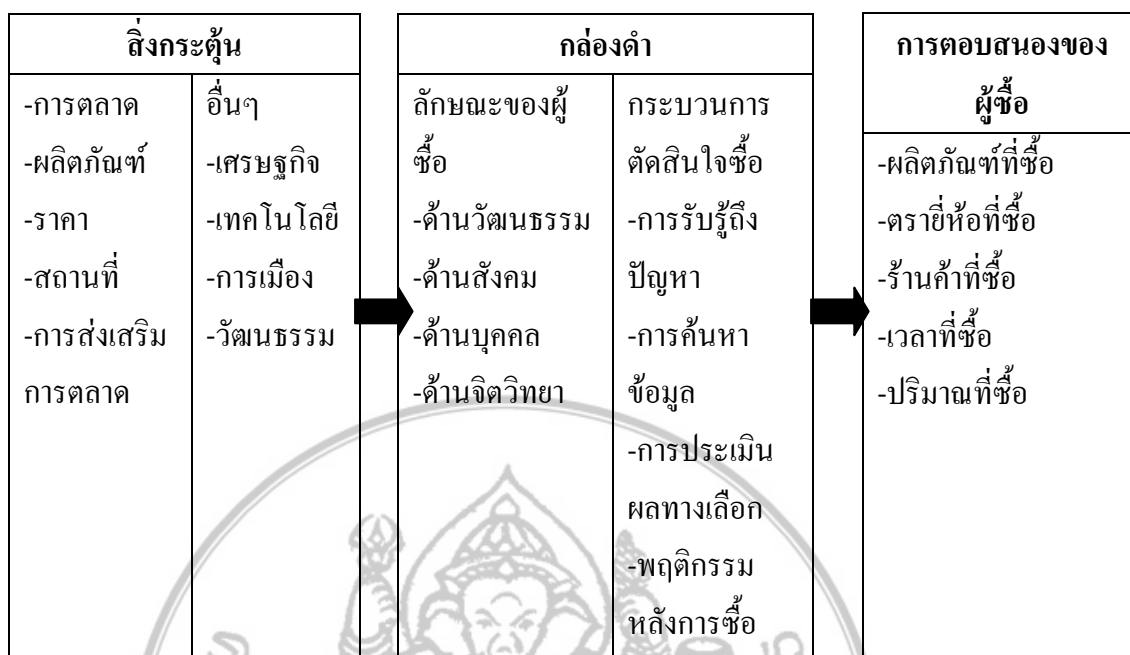 สิ่งกระตุ้น
-การตลาด
-ผลิตภัณฑ์
-ราคา
-สถานที่
-การส่งเสริม
การตลาด
อื่นๆ
-เศรษฐกิจ
-เทคโนโลยี
-การเมือง
-วัฒนธรรม
กล่องดำ
ลักษณะของผู้
ซื้อ
-ด้านวัฒนธรรม
-ด้านสังคม
-ด้านบุคคล
-ด้านจิตวิทยา
กระบวนการ
ตัดสินใจซื้อ
-การรับรู้ถึง
ปัญหา
-การค้นหา
ข้อมูล
-การประเมิน
ผลทางเลือก
-พฤติกรรม
หลังการซื้อ
การตอบสนองของ
ผู้ซื้อ
-ผลิตภัณฑ์ที่ซื้อ
-ตรายี่ห้อที่ซื้อ
-ร้านค้าที่ซื้อ
-เวลาที่ซื้อ
-ปริมาณที่ซื้อ